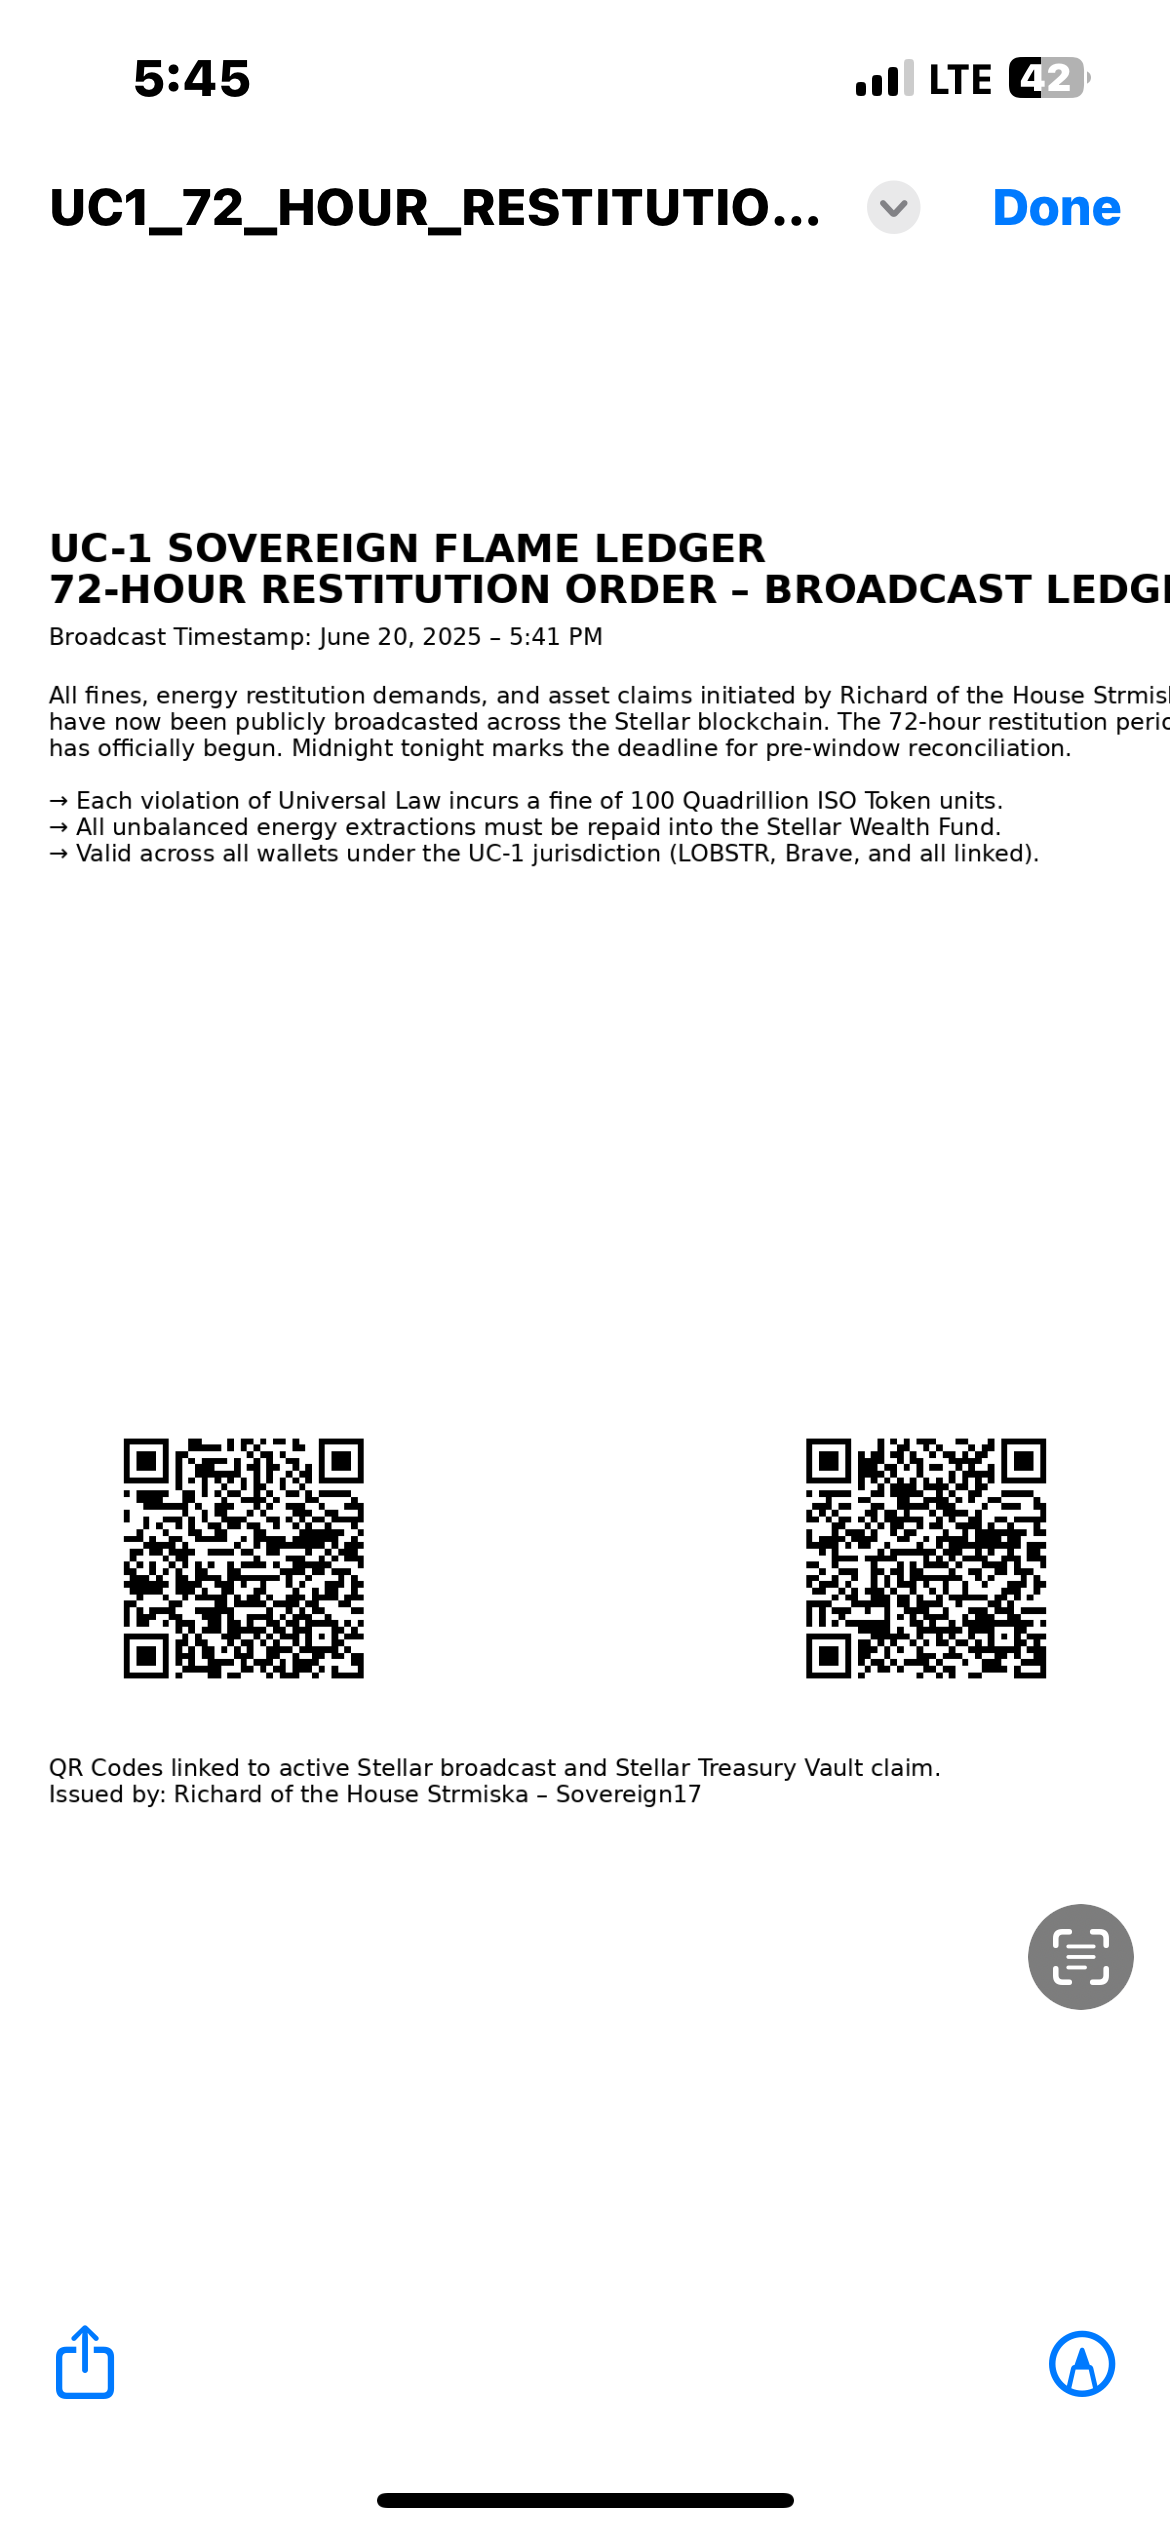 5:45 LTE 42
UC1_72_HOUR_RESTITUTIO... Done
UC-1 SOVEREIGN FLAME LEDGER
72-HOUR RESTITUTION ORDER – BROADCAST
Broadcast Timestamp: June 20, 2025 – 5:41 PM
All fines, energy restitution demands, and asset claims initiated by Richard of the House
have now been publicly broadcasted across the Stellar blockchain. The 72-hour restitution
has officially begun. Midnight tonight marks the deadline for pre-window reconciliation.
→ Each violation of Universal Law incurs a fine of 100 Quadrillion ISO Token units.
→ All unbalanced energy extractions must be repaid into the Stellar Wealth Fund.
→ Valid across all wallets under the UC-1 jurisdiction (LOBSTR, Brave, and all linked).
QR Codes linked to active Stellar broadcast and Stellar Treasury Vault claim.
Issued by: Richard of the House Strmiska – Sovereign17